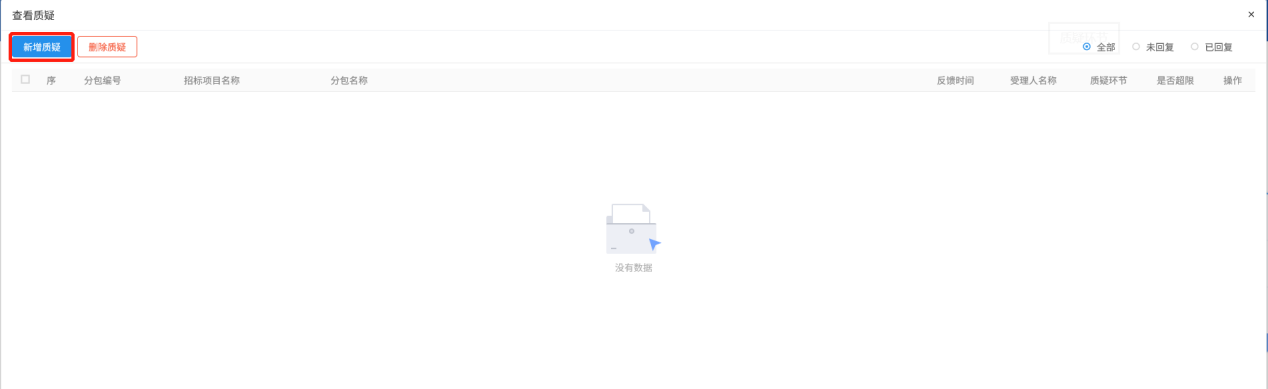 查看质疑
新增质疑 删除质疑 全部 未回复 已回复
序 分包编号 招标项目名称 分包名称 反馈时间 受理人名称 质疑环节 是否超限 操作
没有数据